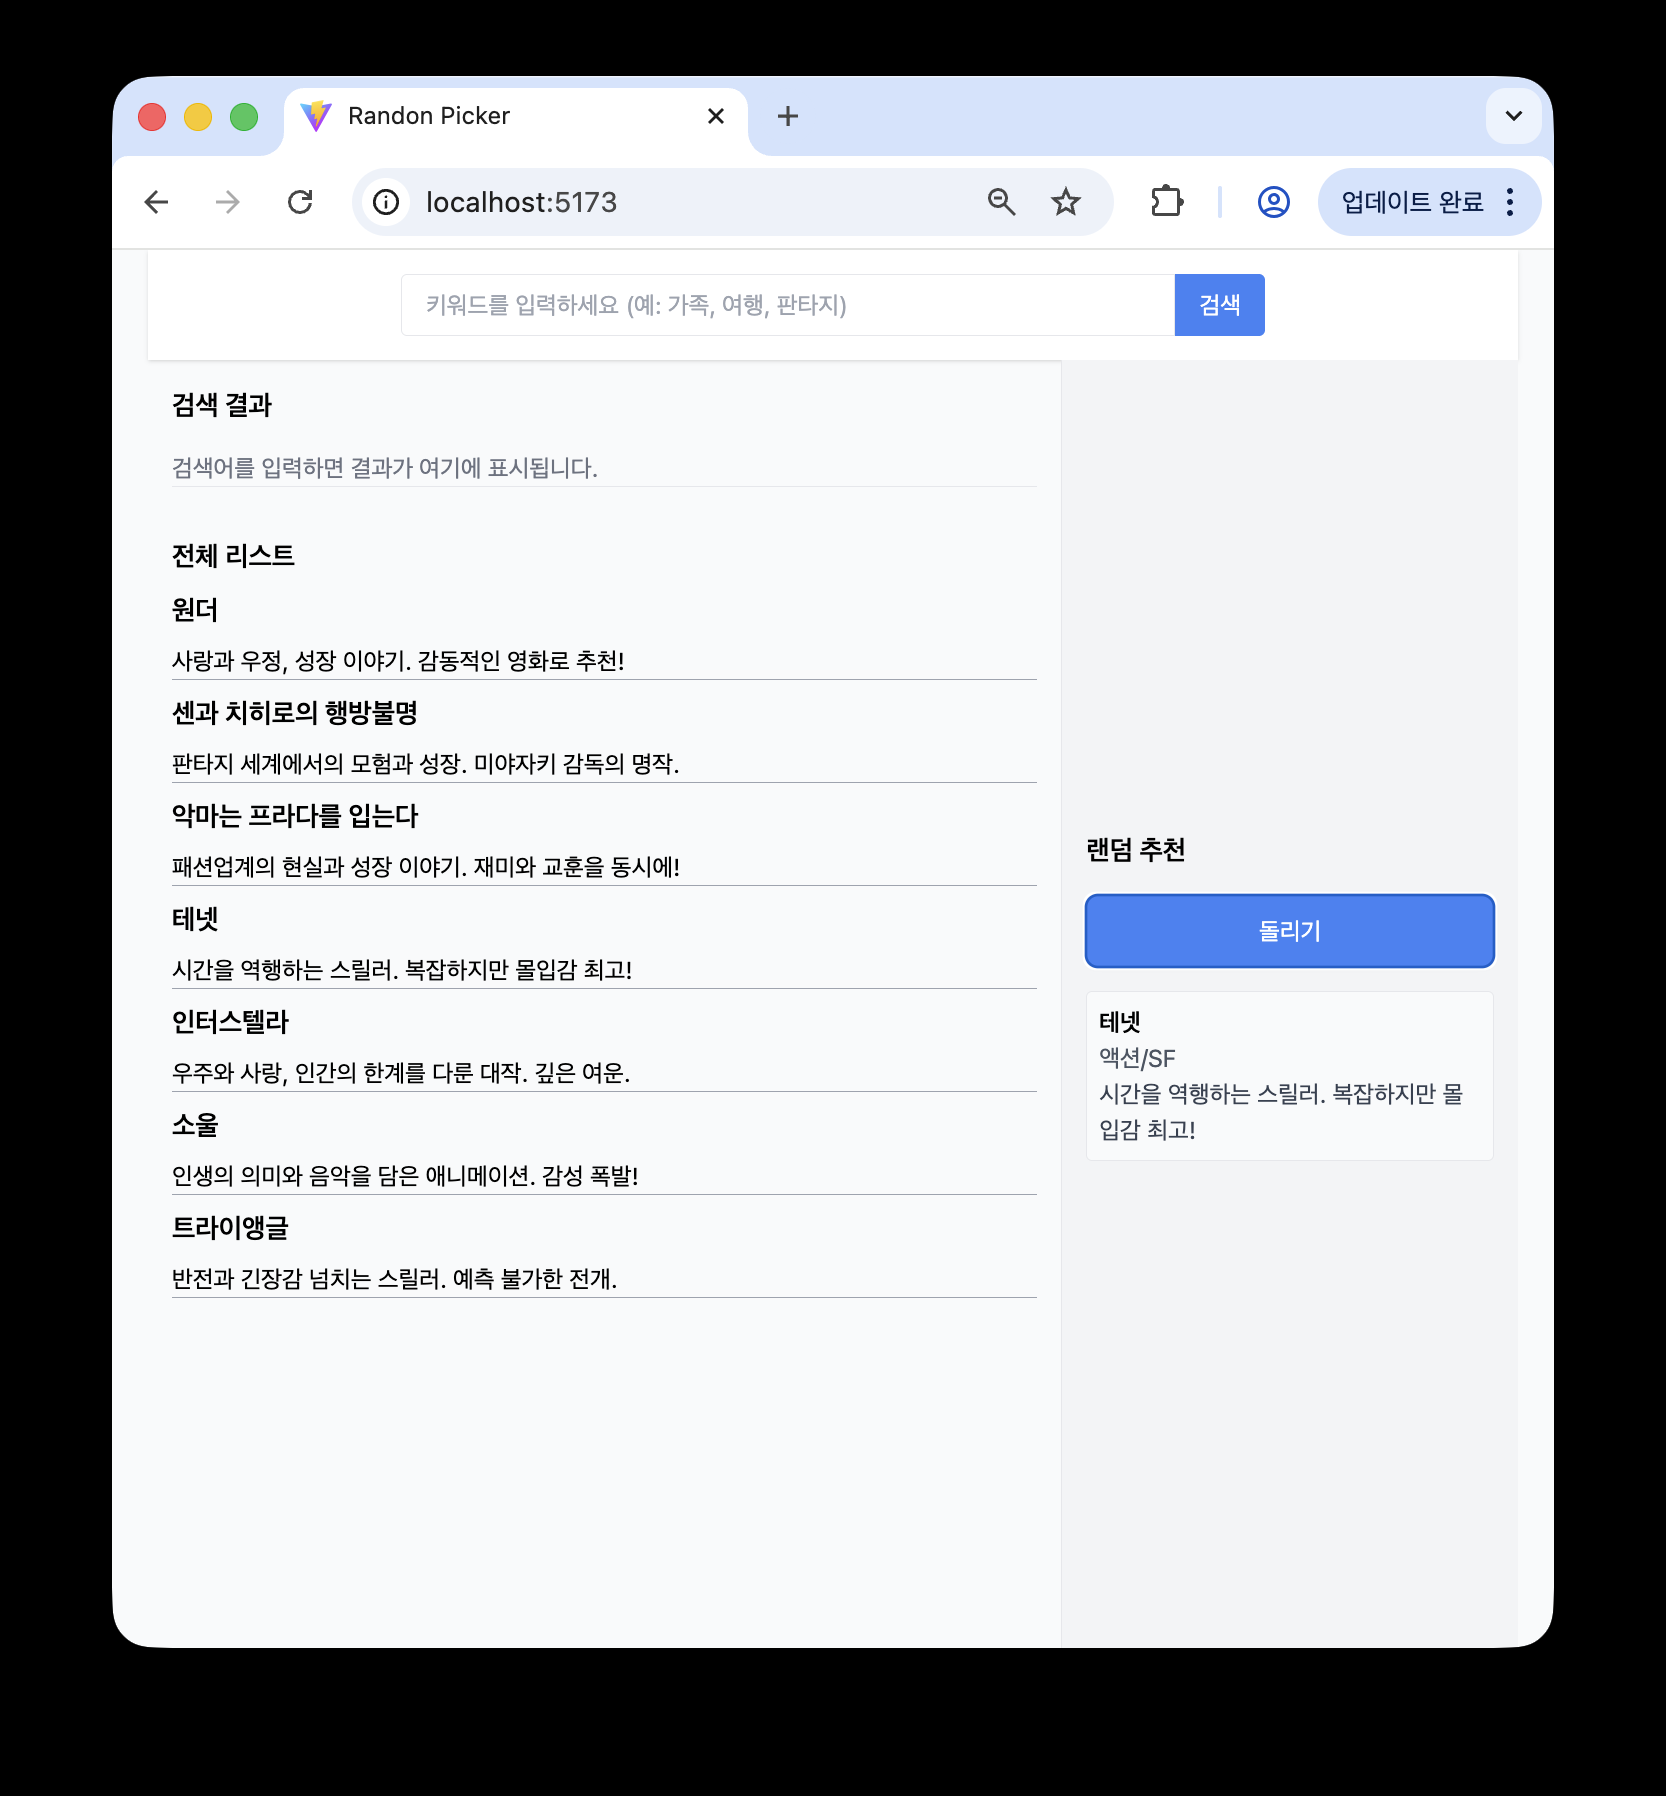 Randon Picker
localhost:5173
업데이트 완료
키워드를 입력하세요 (예: 가족, 여행, 판타지)
검색
검색 결과
검색어를 입력하면 결과가 여기에 표시됩니다.
전체 리스트
원더
사랑과 우정, 성장 이야기. 감동적인 영화로 추천!
센과 치히로의 행방불명
판타지 세계에서의 모험과 성장. 미야자키 감독의 명작.
악마는 프라다를 입는다
패션업계의 현실과 성장 이야기. 재미와 교훈을 동시에!
테넷
시간을 역행하는 스릴러. 복잡하지만 몰입감 최고!
인터스텔라
우주와 사랑, 인간의 한계를 다룬 대작. 깊은 여운.
소울
인생의 의미와 음악을 담은 애니메이션. 감성 폭발!
트라이앵글
반전과 긴장감 넘치는 스릴러. 예측 불가한 전개.
랜덤 추천
돌리기
테넷
액션/SF
시간을 역행하는 스릴러. 복잡하지만 몰
입감 최고!